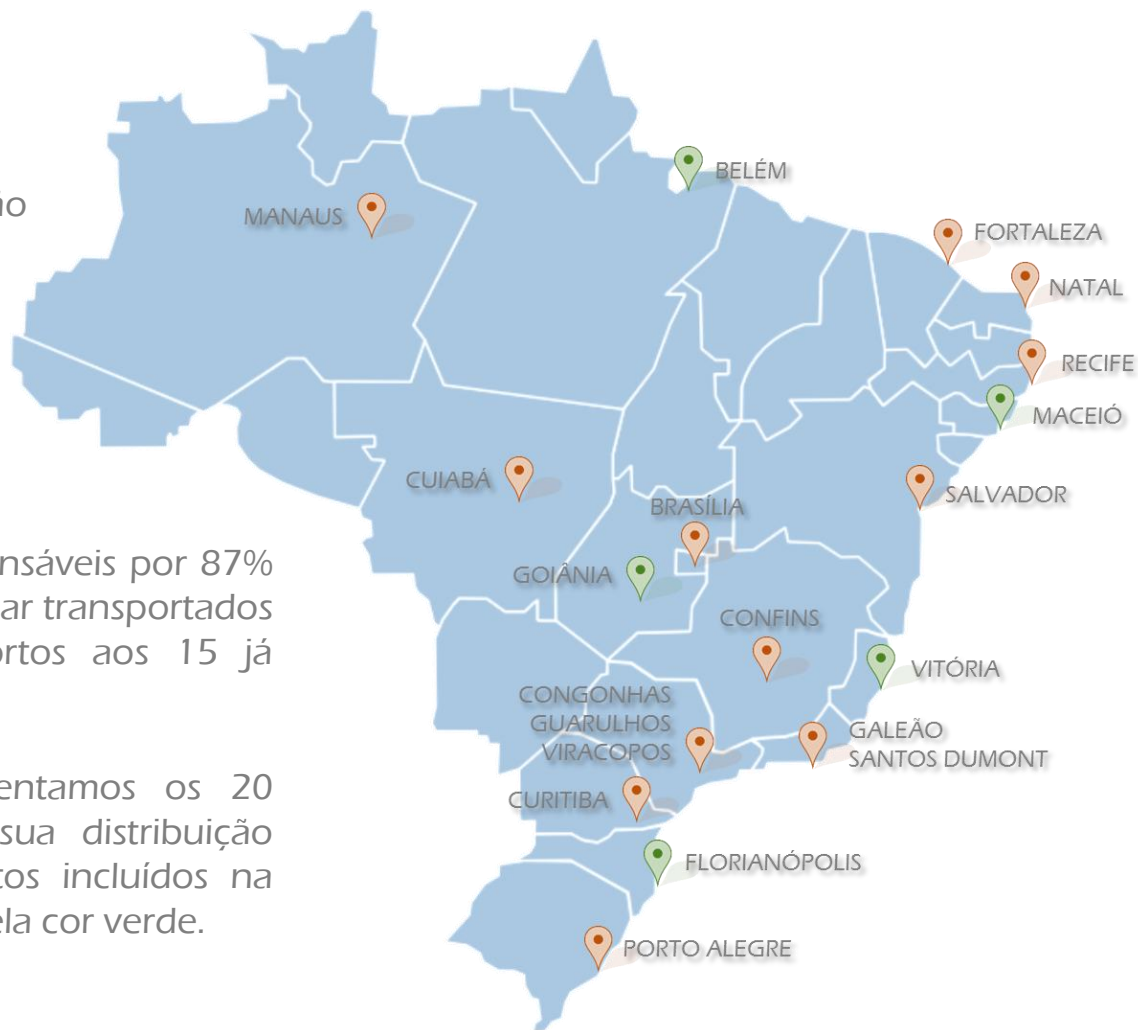 BELÉM
MANAUS
FORTALEZA
NATAL
RECIFE
MACEIÓ
CUIABÁ
SALVADOR
BRASÍLIA
GOIÂNIA
CONFINS
VITÓRIA
CONGONHAS
GUARULHOS
VIRACOPOS
GALEÃO
SANTOS DUMONT
CURITIBA
FLORIANÓPOLIS
PORTO ALEGRE
ão
nsáveis por 87%
ar transportados
ortos aos 15 já
entamos os 20
sua distribuição
tos incluídos na
ela cor verde.